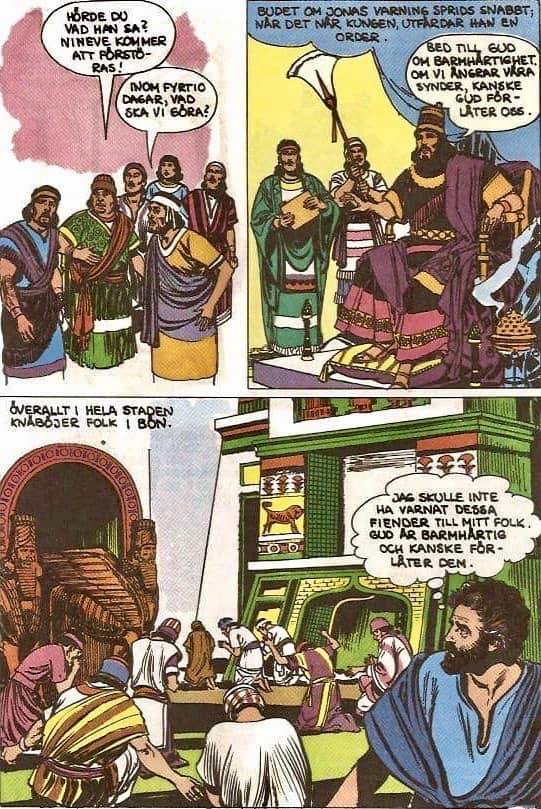 HÖRDE DU
VAD HAN SA?
NINEVE KOMMER
ATT FÖRSTÖ-
RAS!
INOM FYRTIO
DAGAR, VAD
SKA VI GÖRA?
BUDET OM JONAS VARNING SPRIDS SNABBT;
NÄR DET NÅR KUNGEN, UTFÄRDAR HAN EN
ORDER.
BED TILL GUD
OM BARMHÄRTIGHET.
OM VI ÅNGRAR VÅRA
SYNDER, KANSKE
GUD FÖR-
LÅTER OSS.
ÖVERALLT I HELA STADEN
KNÄBÖJER FOLK I BÖN.
JAG SKULLE INTE
HA VARNAT DESSA
FIENDER TILL MITT FOLK.
GUD ÄR BARMHÄRTIG
OCH KANSKE FÖR-
LÅTER DEM.